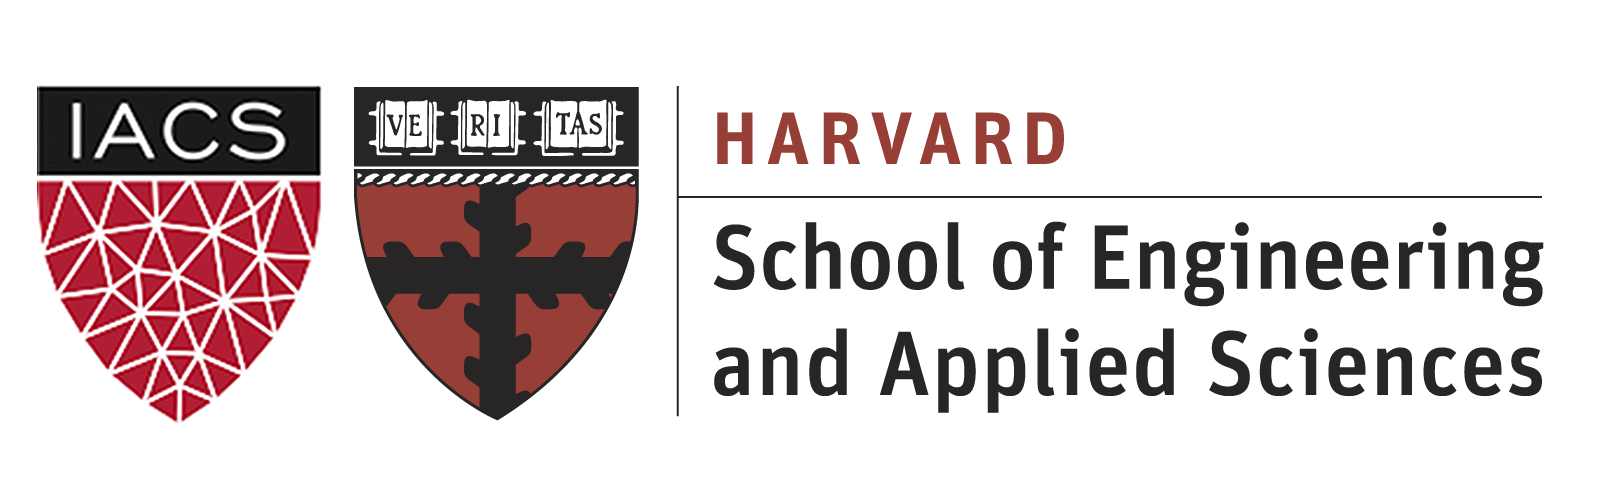 IACS
VE RI TAS
HARVARD
School of Engineering
and Applied Sciences